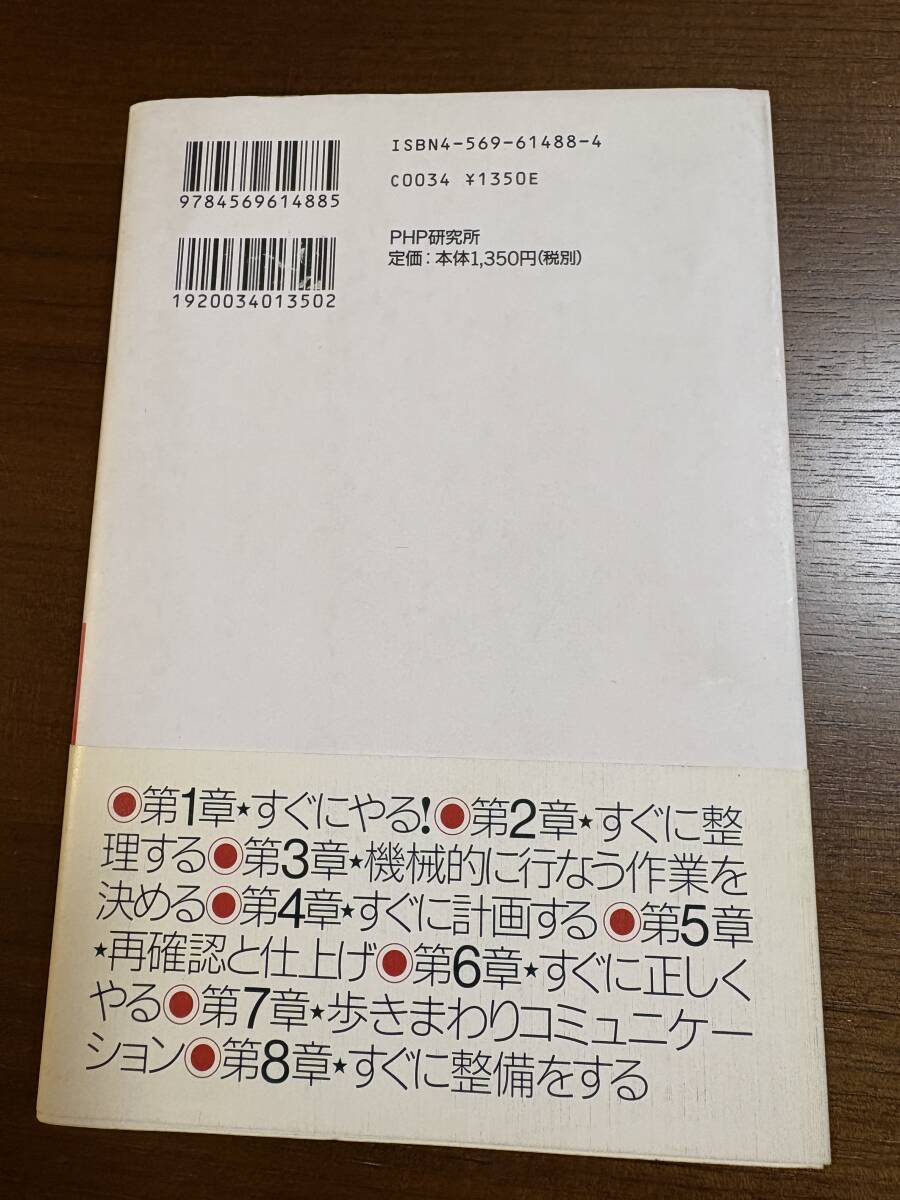 ISBN4-569-61488-4
C0034 ¥1350E
9784569614885
PHP研究所
定価：本体1,350円（税別）
1920034013502
●第1章★すぐにやる！●第2章★すぐに整
理する●第3章★機械的に行なう作業を
決める●第4章★すぐに計画する●第5章
★再確認と仕上げ●第6章★すぐに正しく
やる●第7章★歩きまわりコミュニケー
ション●第8章★すぐに整備をする